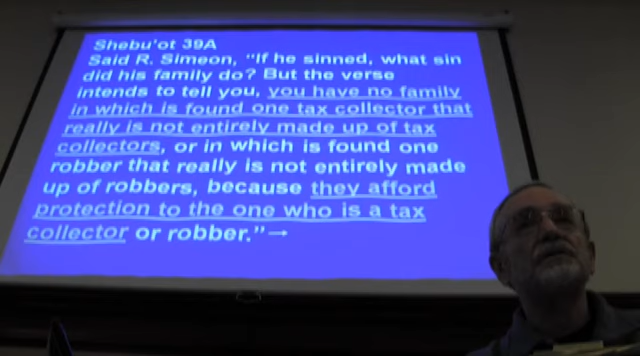 Shebu'ot 39A
Said R. Simeon, "If he sinned, what sin
did his family do? But the verse
intends to tell you, you have no family
in which is found one tax collector that
really is not entirely made up of tax
collectors, or in which is found one
robber that really is not entirely made
up of robbers, because they afford
protection to the one who is a tax
collector or robber."→